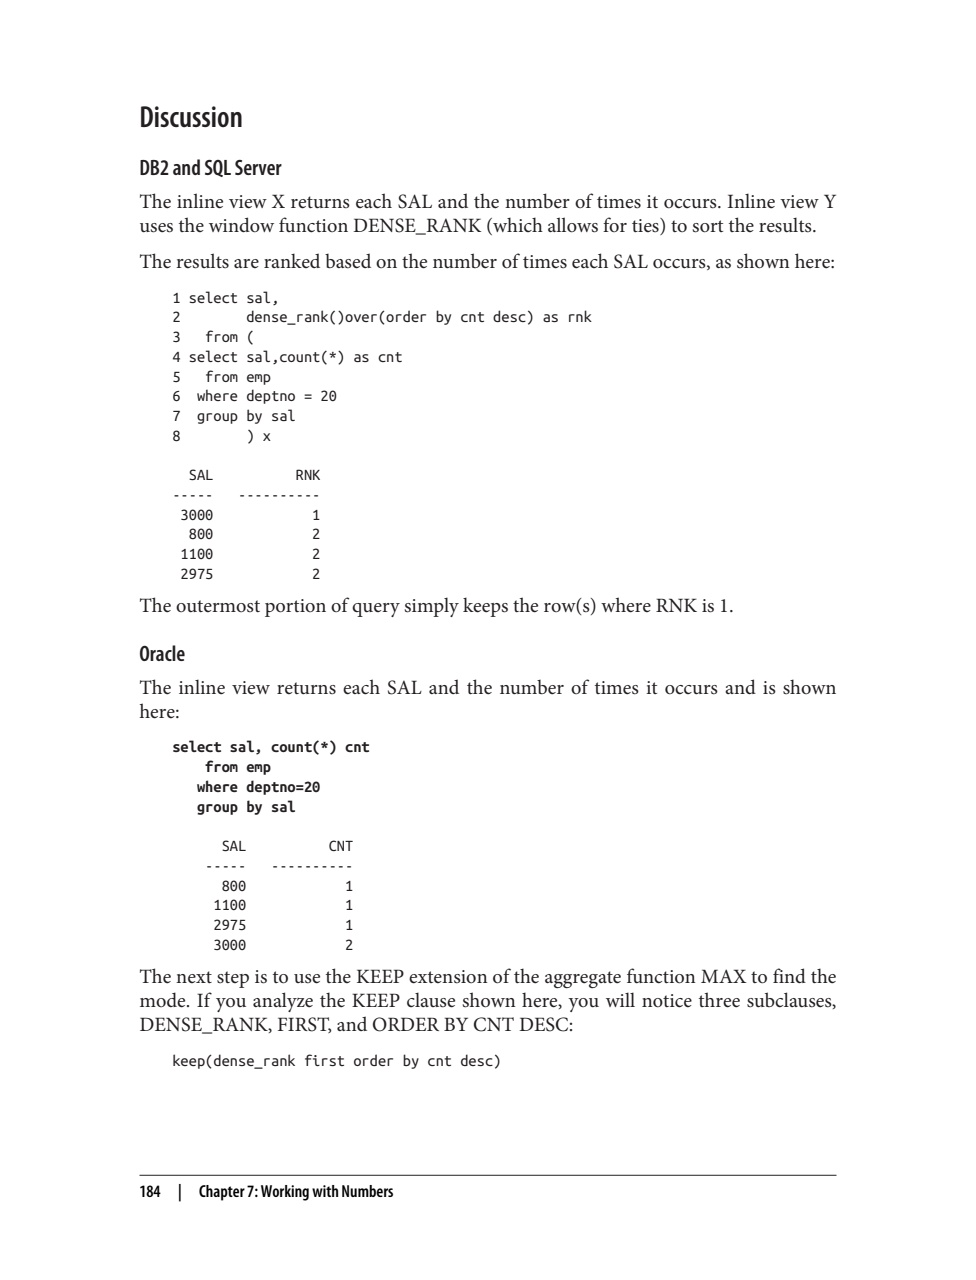 Discussion
DB2 and SQL Server
The inline view X returns each SAL and the number of times it occurs. Inline view Y
uses the window function DENSE_RANK (which allows for ties) to sort the results.
The results are ranked based on the number of times each SAL occurs, as shown here:
1 select sal,
2        dense_rank()over(order by cnt desc) as rnk
3   from (
4 select sal,count(*) as cnt
5   from emp
6  where deptno = 20
7  group by sal
8        ) x
  SAL          RNK
-----   ----------
 3000            1
  800            2
 1100            2
 2975            2
The outermost portion of query simply keeps the row(s) where RNK is 1.
Oracle
The inline view returns each SAL and the number of times it occurs and is shown
here:
select sal, count(*) cnt
    from emp
   where deptno=20
   group by sal
      SAL          CNT
    -----   ----------
      800            1
     1100            1
     2975            1
     3000            2
The next step is to use the KEEP extension of the aggregate function MAX to find the
mode. If you analyze the KEEP clause shown here, you will notice three subclauses,
DENSE_RANK, FIRST, and ORDER BY CNT DESC:
keep(dense_rank first order by cnt desc)
184 | Chapter 7: Working with Numbers